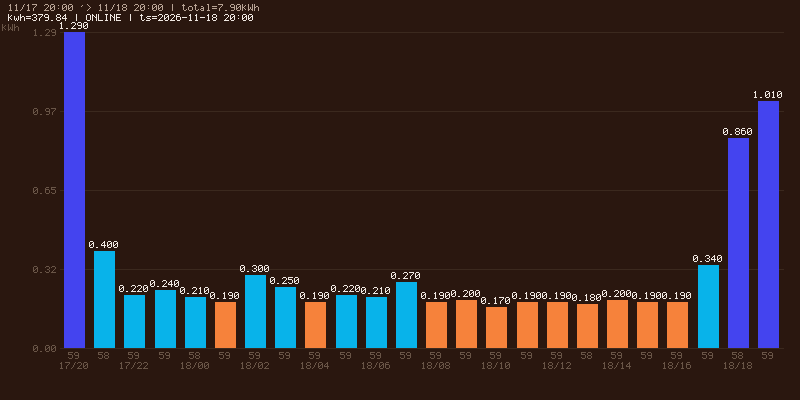 11/17 20:00 -> 11/18 20:00 | total=7.90kWh
Kwh=379.84 | ONLINE | ts=2026-11-18 20:00
kWh
1.29
0.97
0.65
0.32
0.00
1.290 0.400 0.220 0.240 0.210 0.190 0.300 0.250 0.190 0.220 0.210 0.270 0.190 0.200 0.170 0.190 0.190 0.180 0.200 0.190 0.190 0.340 0.860 1.010
59 58 59 59 58 59 59 59 59 59 59 59 59 59 59 59 59 58 59 59 59 59 58 59
17/20 17/22 18/00 18/02 18/04 18/06 18/08 18/10 18/12 18/14 18/16 18/18